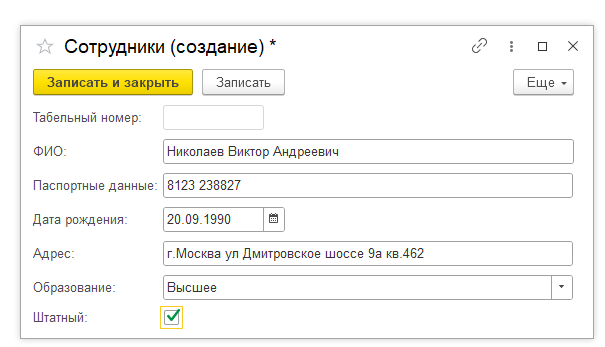 Сотрудники (создание) *
Записать и закрыть Записать Еще
Табельный номер:
ФИО: Николаев Виктор Андреевич
Паспортные данные: 8123 238827
Дата рождения: 20.09.1990
Адрес: г.Москва ул Дмитровское шоссе 9а кв.462
Образование: Высшее
Штатный: